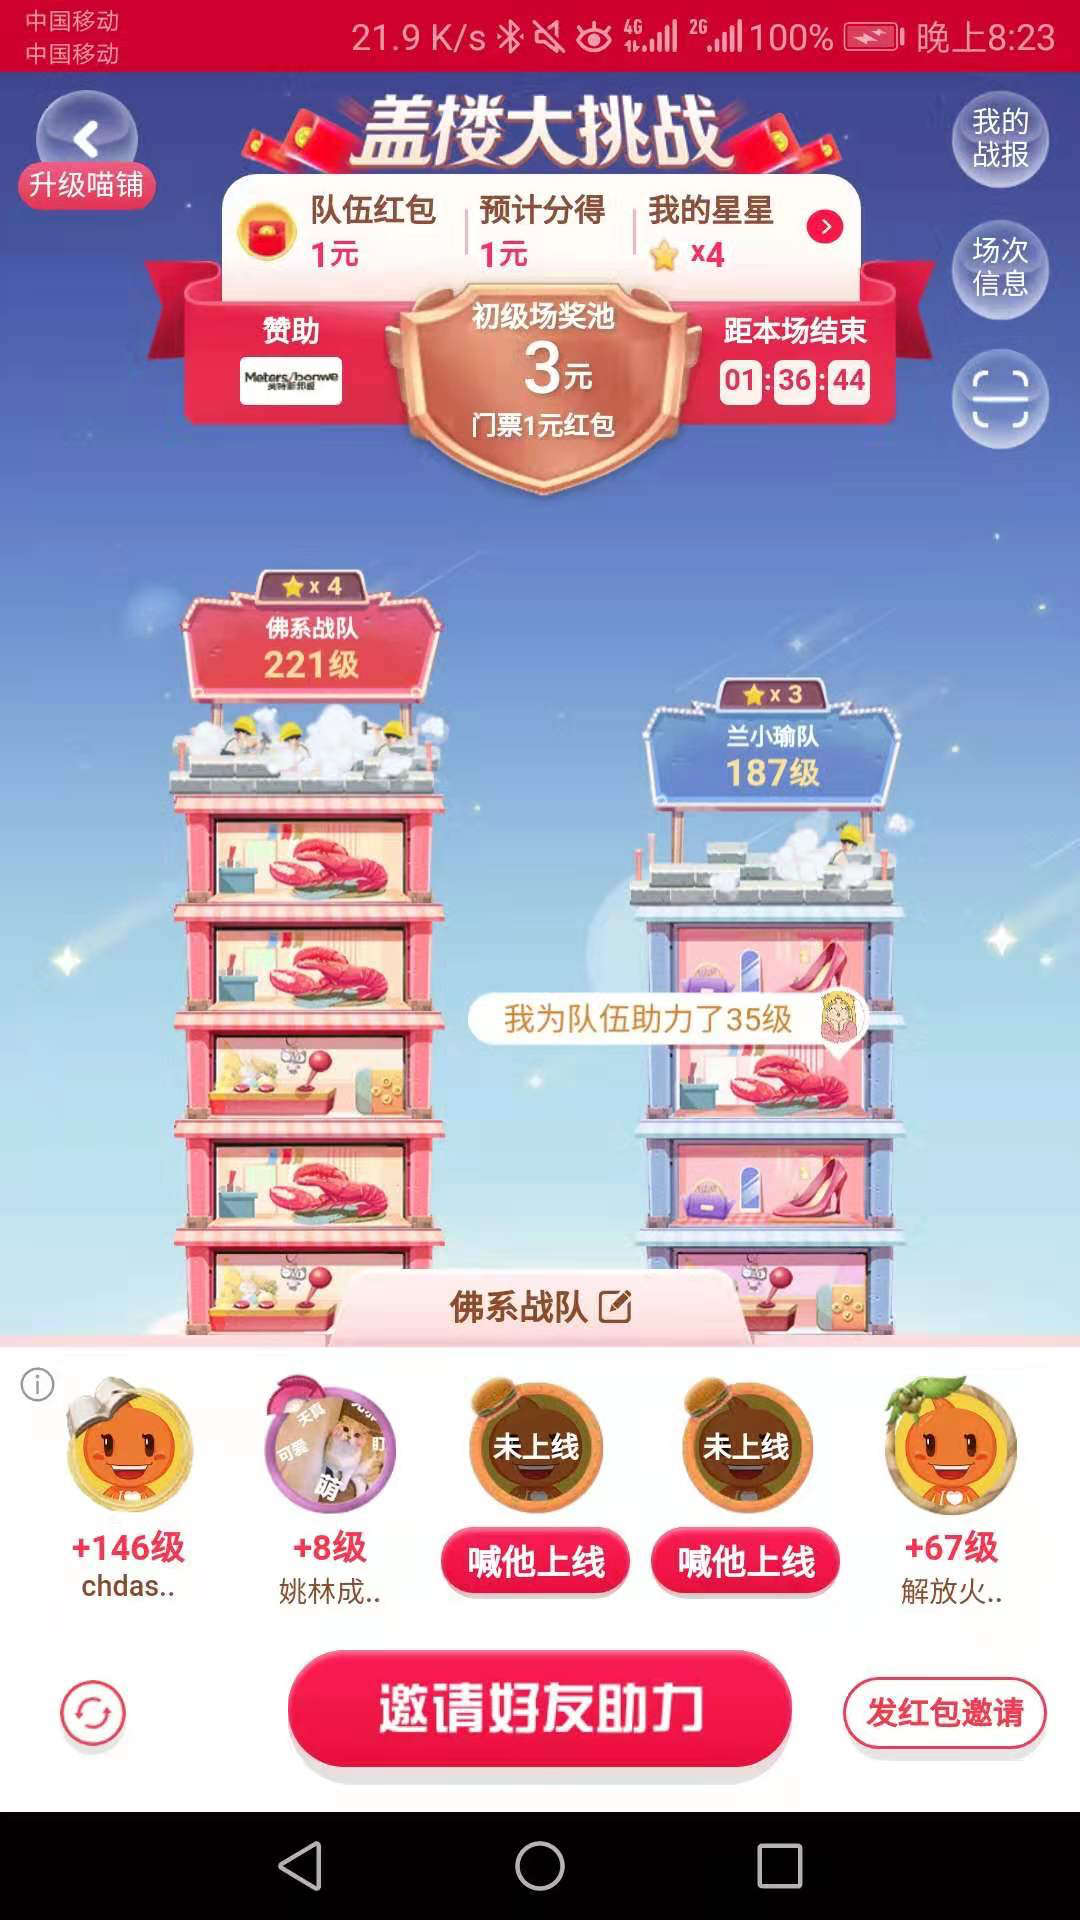 中国移动
中国移动
21.9 K/s 4G 2G 100% 晚上8:23
盖楼大挑战
升级喵铺
我的
战报
队伍红包 预计分得 我的星星
1元 1元 x4
场次
信息
赞助
Meters/bonwe
美特斯邦威
初级场奖池
3元
门票1元红包
距本场结束
01:36:44
x 4
佛系战队
221级
x 3
兰小瑜队
187级
我为队伍助力了35级
佛系战队
天真
可爱
萌
未上线 未上线
+146级 +8级 喊他上线 喊他上线 +67级
chdas.. 姚林成.. 解放火..
邀请好友助力
发红包邀请